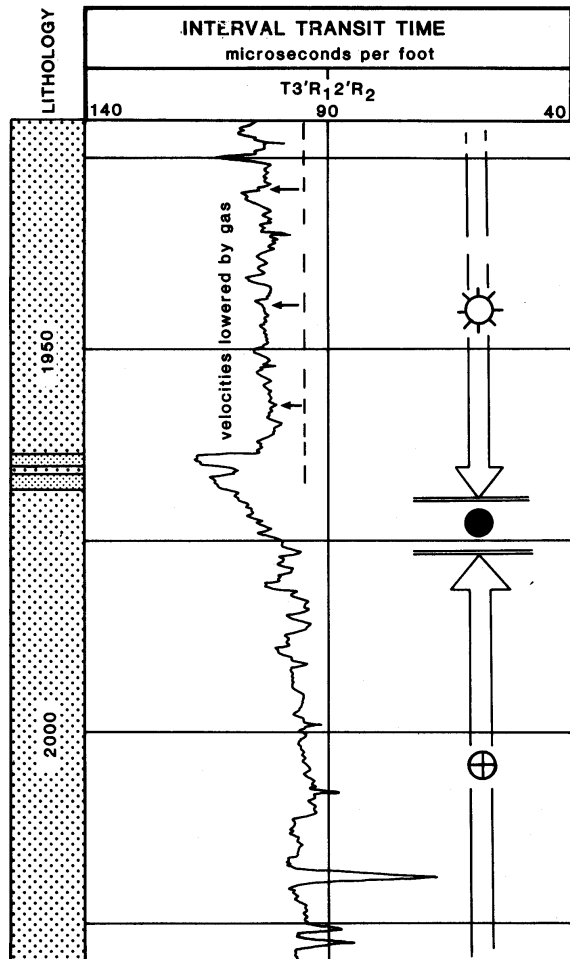 LITHOLOGY
INTERVAL TRANSIT TIME
microseconds per foot
T3'R₁2'R₂
140 90 40
velocities lowered by gas
1950
2000